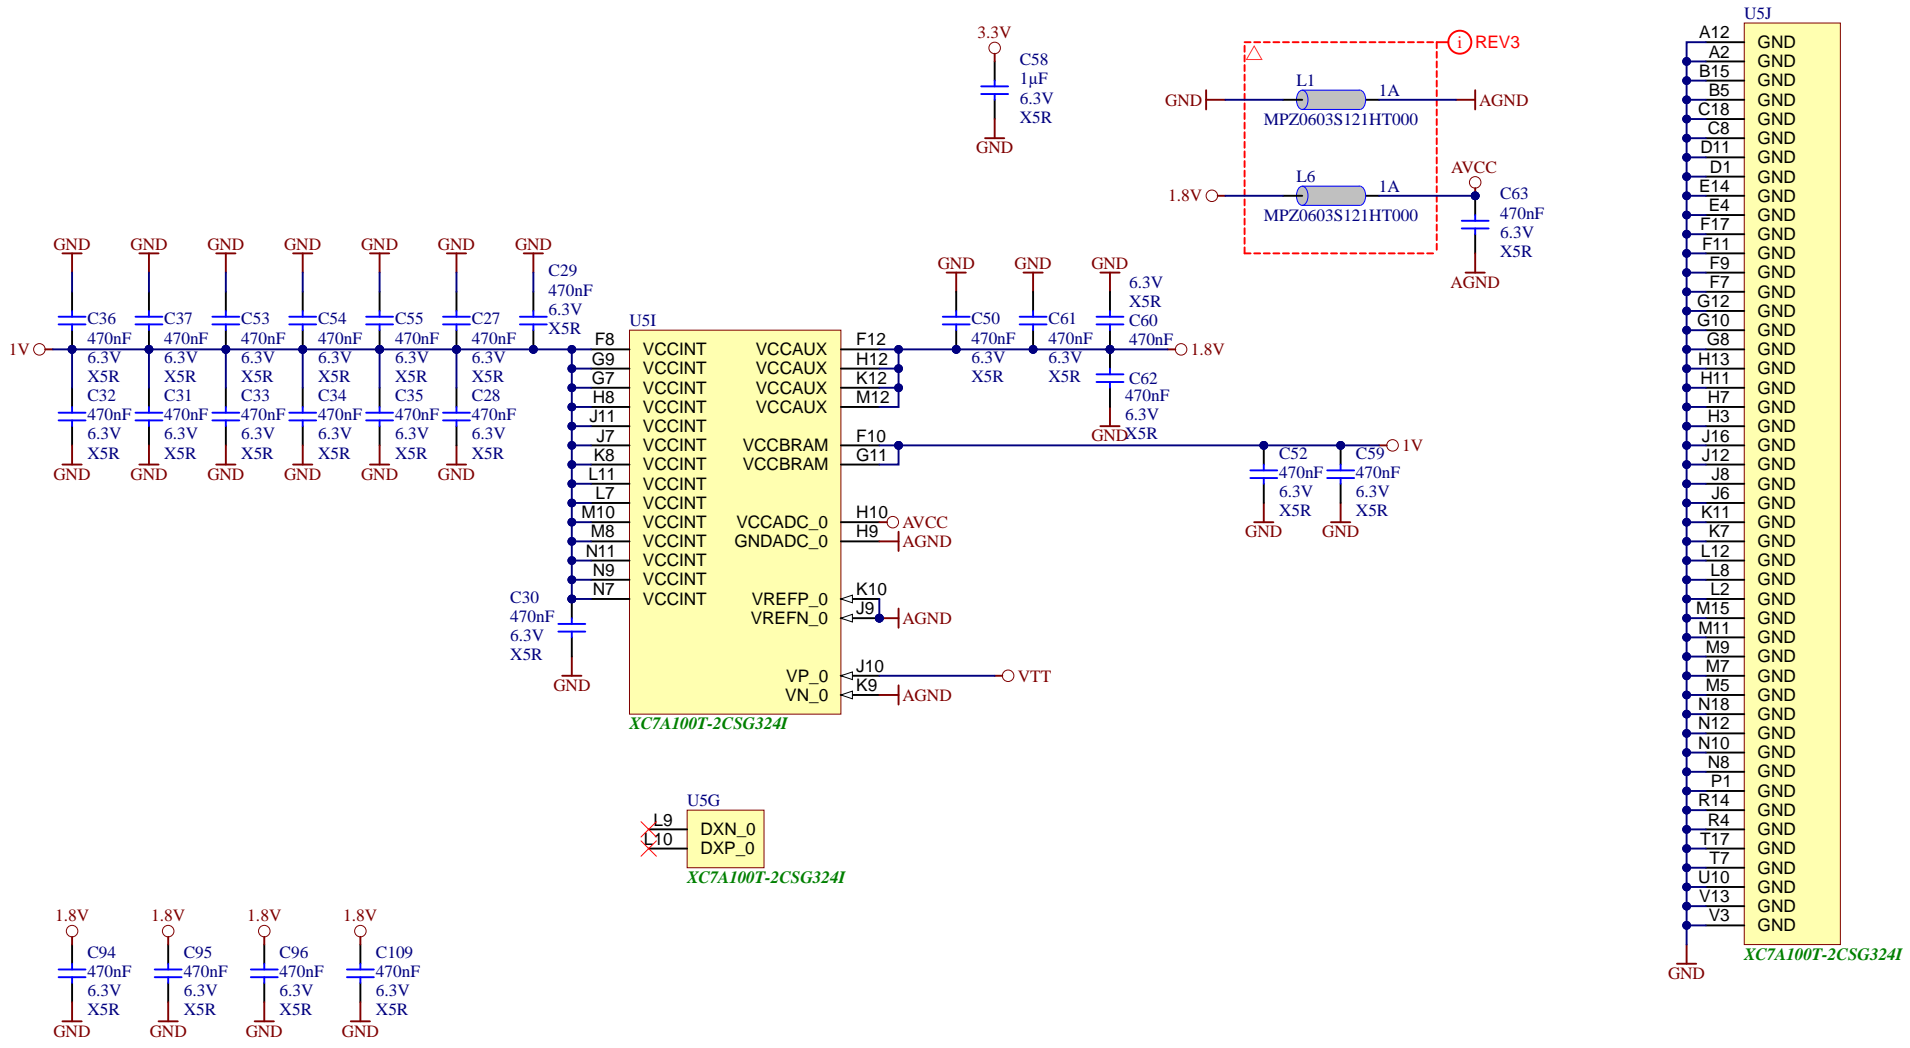 3.3V
C58
1µF
6.3V
X5R
GND
REV3
L1
1A
GND
AGND
MPZ0603S121HT000
L6
1A
1.8V
MPZ0603S121HT000
AVCC
C63
470nF
6.3V
X5R
AGND
GND
GND
GND
GND
GND
GND
GND
C36
470nF
6.3V
X5R
C37
470nF
6.3V
X5R
C53
470nF
6.3V
X5R
C54
470nF
6.3V
X5R
C55
470nF
6.3V
X5R
C27
470nF
6.3V
X5R
C29
470nF
6.3V
X5R
1V
C32
470nF
6.3V
X5R
GND
C31
470nF
6.3V
X5R
GND
C33
470nF
6.3V
X5R
GND
C34
470nF
6.3V
X5R
GND
C35
470nF
6.3V
X5R
GND
C28
470nF
6.3V
X5R
GND
C30
470nF
6.3V
X5R
GND
U5I
F8 VCCINT
G9 VCCINT
G7 VCCINT
H8 VCCINT
J11 VCCINT
J7 VCCINT
K8 VCCINT
L11 VCCINT
L7 VCCINT
M10 VCCINT
M8 VCCINT
N11 VCCINT
N9 VCCINT
N7 VCCINT
VCCAUX F12
VCCAUX H12
VCCAUX K12
VCCAUX M12
VCCBRAM F10
VCCBRAM G11
VCCADC_0 H10 AVCC
GNDADC_0 H9 AGND
VREFP_0 K10
VREFN_0 J9 AGND
VP_0 J10 VTT
VN_0 K9 AGND
XC7A100T-2CSG324I
GND
C50
470nF
6.3V
X5R
GND
C61
470nF
6.3V
X5R
GND
6.3V
X5R
C60
470nF
1.8V
C62
470nF
6.3V
X5R
GND
1V
C52
470nF
6.3V
X5R
GND
C59
470nF
6.3V
X5R
GND
U5G
L9 DXN_0
L10 DXP_0
XC7A100T-2CSG324I
1.8V
C94
470nF
6.3V
X5R
GND
1.8V
C95
470nF
6.3V
X5R
GND
1.8V
C96
470nF
6.3V
X5R
GND
1.8V
C109
470nF
6.3V
X5R
GND
U5J
A12 GND
A2 GND
B15 GND
B5 GND
C18 GND
C8 GND
D11 GND
D1 GND
E14 GND
E4 GND
F17 GND
F11 GND
F9 GND
F7 GND
G12 GND
G10 GND
G8 GND
H13 GND
H11 GND
H7 GND
H3 GND
J16 GND
J12 GND
J8 GND
J6 GND
K11 GND
K7 GND
L12 GND
L8 GND
L2 GND
M15 GND
M11 GND
M9 GND
M7 GND
M5 GND
N18 GND
N12 GND
N10 GND
N8 GND
P1 GND
R14 GND
R4 GND
T17 GND
T7 GND
U10 GND
V13 GND
V3 GND
XC7A100T-2CSG324I
GND